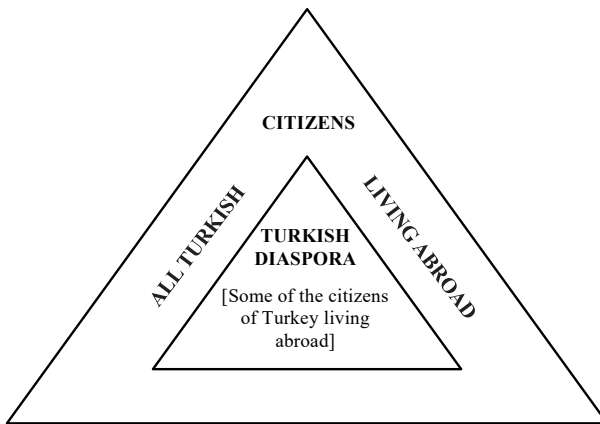 ALL TURKISH
CITIZENS
LIVING ABROAD
TURKISH
DIASPORA
[Some of the citizens
of Turkey living
abroad]